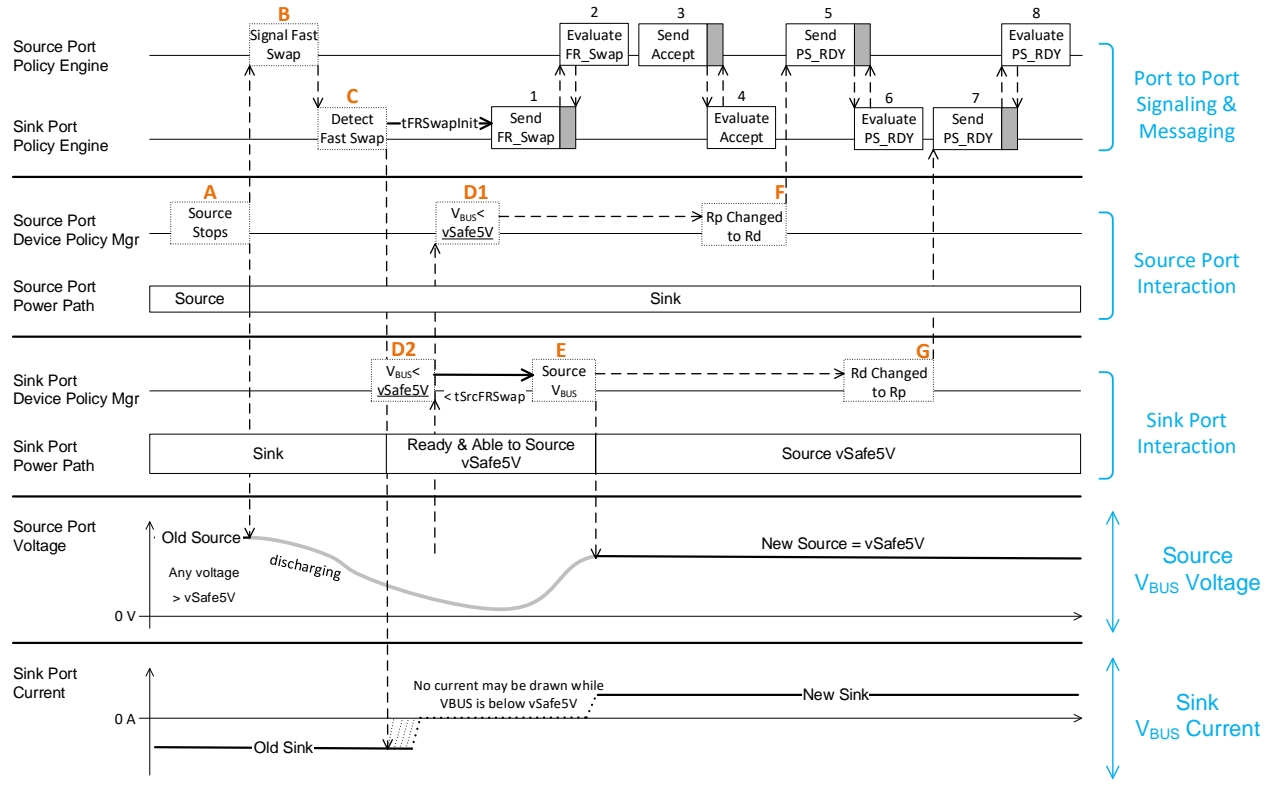 B
2
3
5
8
Source Port
Policy Engine
Signal Fast
Swap
Evaluate
FR_Swap
Send
Accept
Send
PS_RDY
Evaluate
PS_RDY
Port to Port
Signaling &
Messaging
C
1
4
6
7
Sink Port
Policy Engine
Detect
Fast Swap
tFRSwapInit
Send
FR_Swap
Evaluate
Accept
Evaluate
PS_RDY
Send
PS_RDY
A
D1
F
Source Port
Device Policy Mgr
Source
Stops
VBUS<
vSafe5V
Rp Changed
to Rd
Source Port
Interaction
Source Port
Power Path
Source
Sink
D2
E
G
Sink Port
Device Policy Mgr
VBUS<
vSafe5V
< tSrcFRSwap
Source
VBUS
Rd Changed
to Rp
Sink Port
Interaction
Sink Port
Power Path
Sink
Ready & Able to Source
vSafe5V
Source vSafe5V
Source Port
Voltage
Old Source
discharging
New Source = vSafe5V
Any voltage
> vSafe5V
0 V
Source
VBUS Voltage
Sink Port
Current
No current may be drawn while
VBUS is below vSafe5V
New Sink
0 A
Old Sink
Sink
VBUS Current